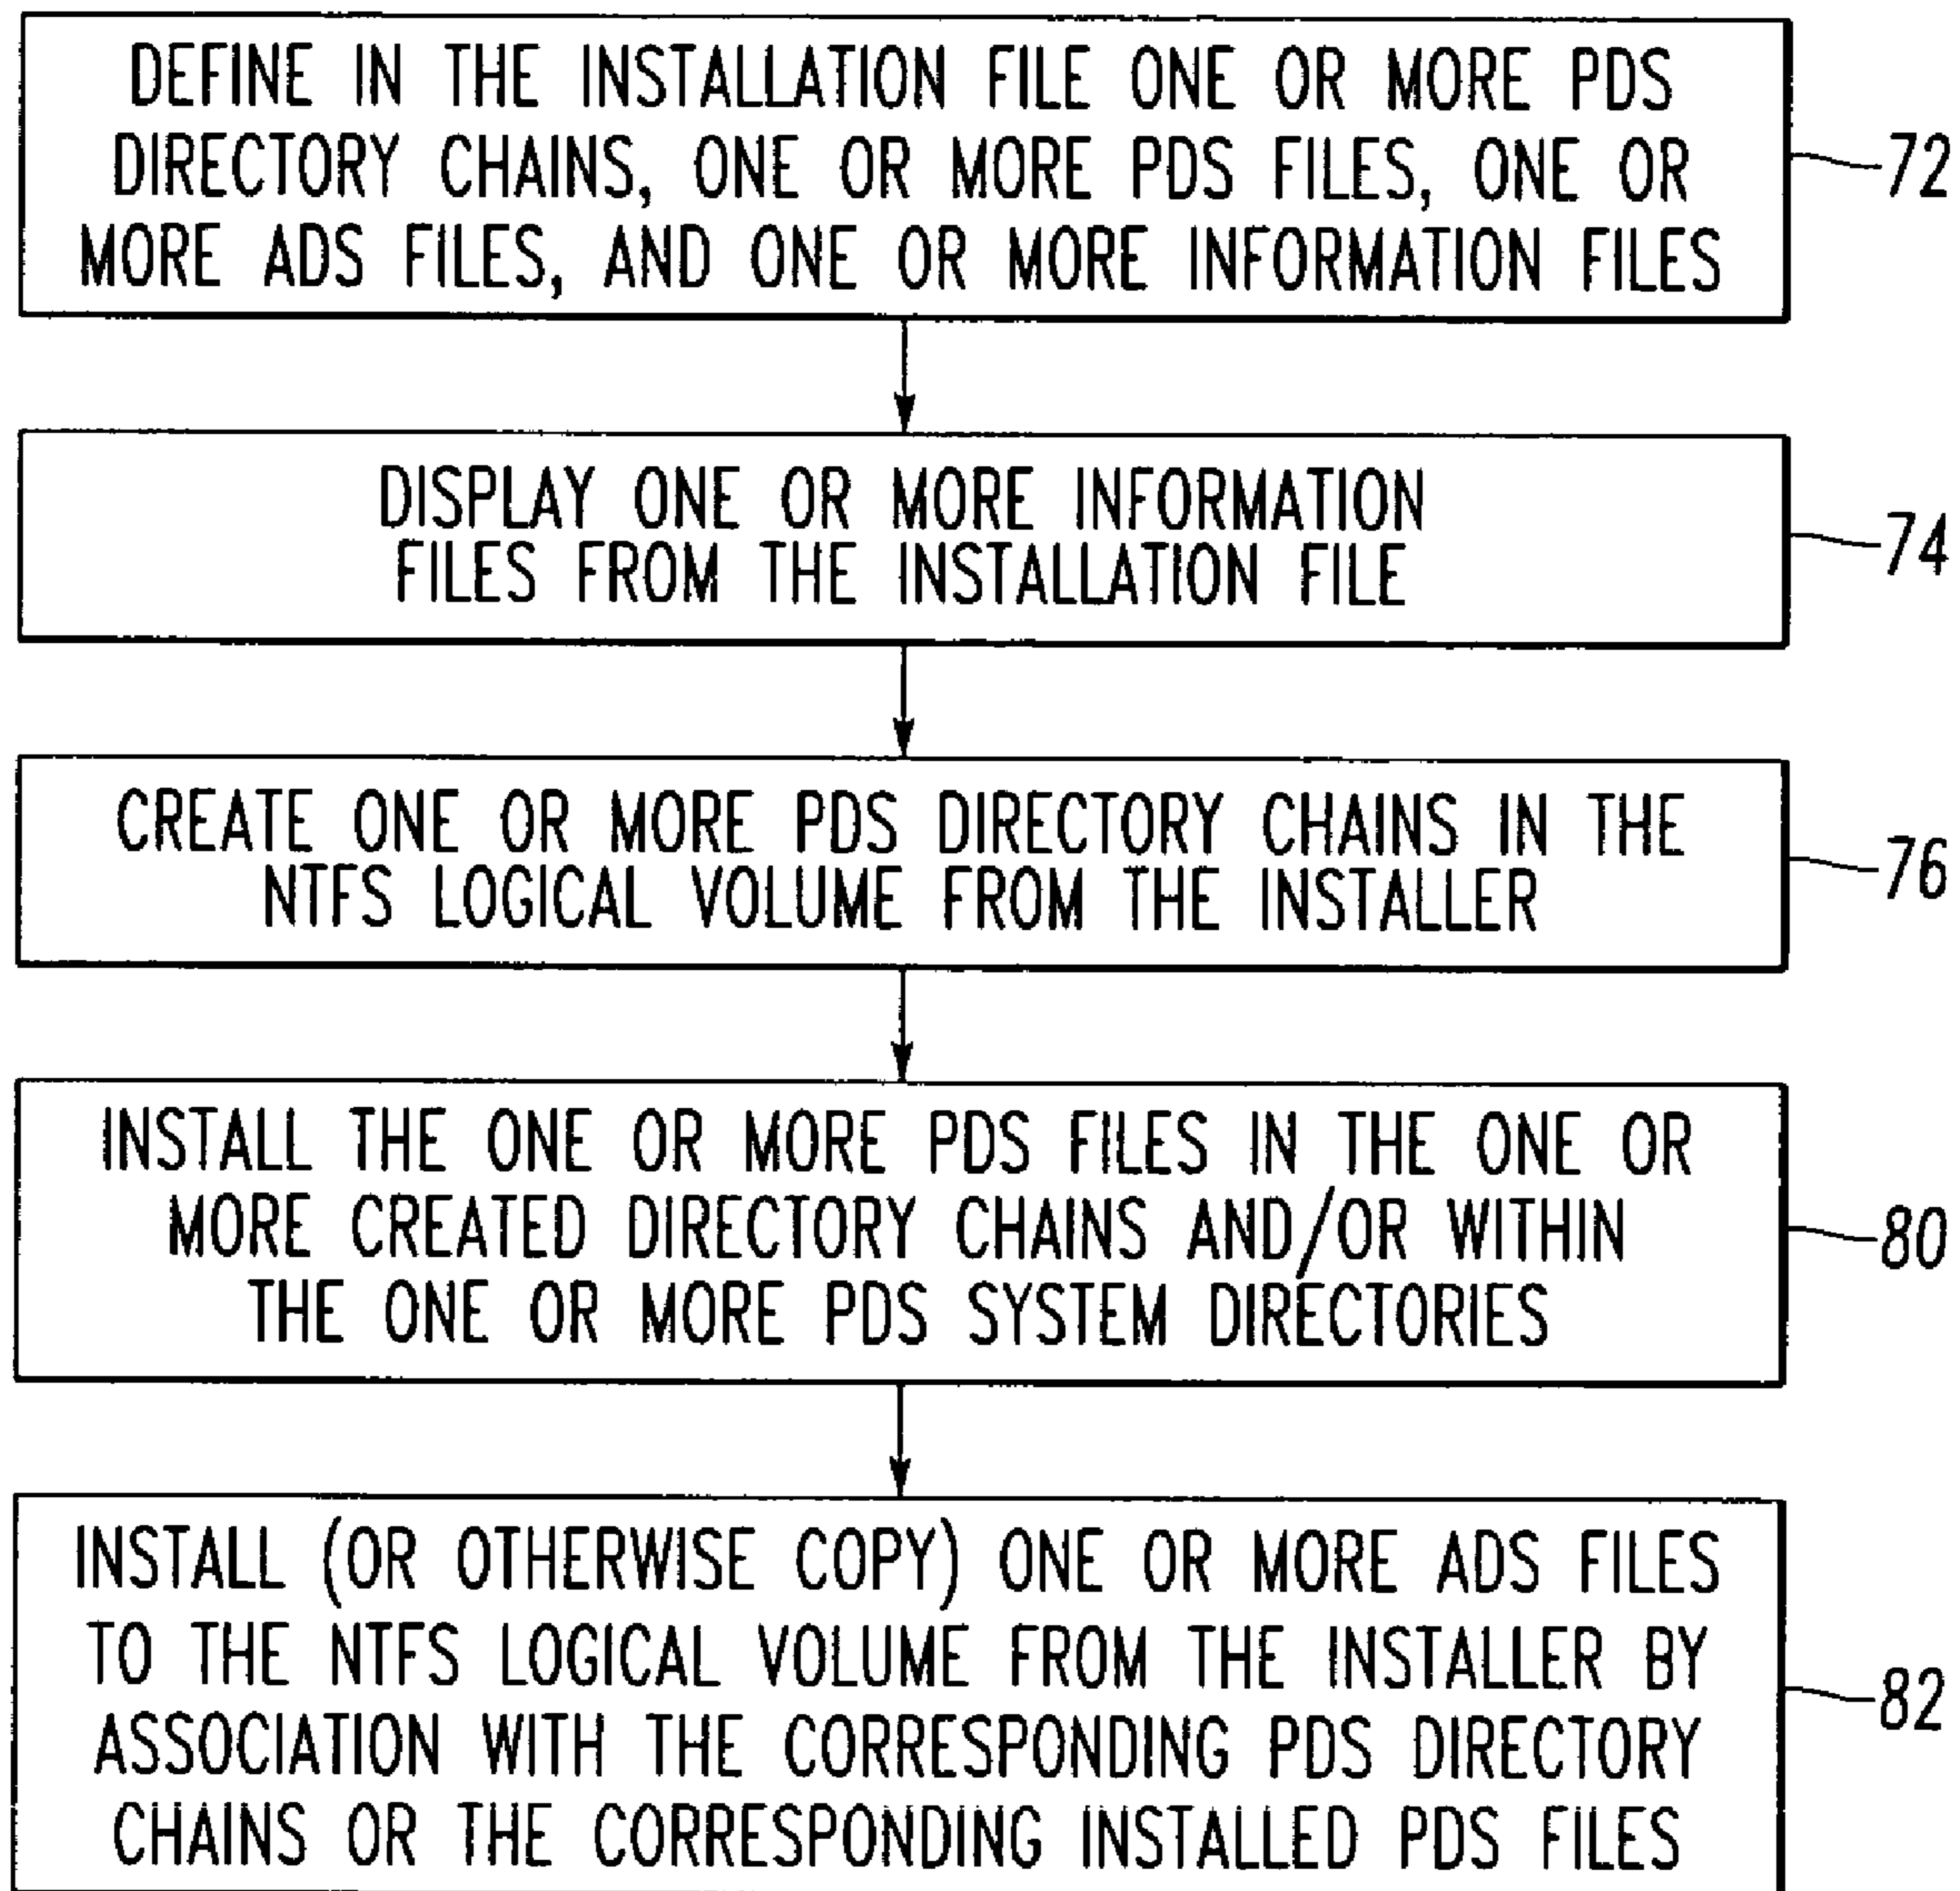 DEFINE IN THE INSTALLATION FILE ONE OR MORE PDS
DIRECTORY CHAINS, ONE OR MORE PDS FILES, ONE OR
MORE ADS FILES, AND ONE OR MORE INFORMATION FILES
72
DISPLAY ONE OR MORE INFORMATION
FILES FROM THE INSTALLATION FILE
74
CREATE ONE OR MORE PDS DIRECTORY CHAINS IN THE
NTFS LOGICAL VOLUME FROM THE INSTALLER
76
INSTALL THE ONE OR MORE PDS FILES IN THE ONE OR
MORE CREATED DIRECTORY CHAINS AND/OR WITHIN
THE ONE OR MORE PDS SYSTEM DIRECTORIES
80
INSTALL (OR OTHERWISE COPY) ONE OR MORE ADS FILES
TO THE NTFS LOGICAL VOLUME FROM THE INSTALLER BY
ASSOCIATION WITH THE CORRESPONDING PDS DIRECTORY
CHAINS OR THE CORRESPONDING INSTALLED PDS FILES
82